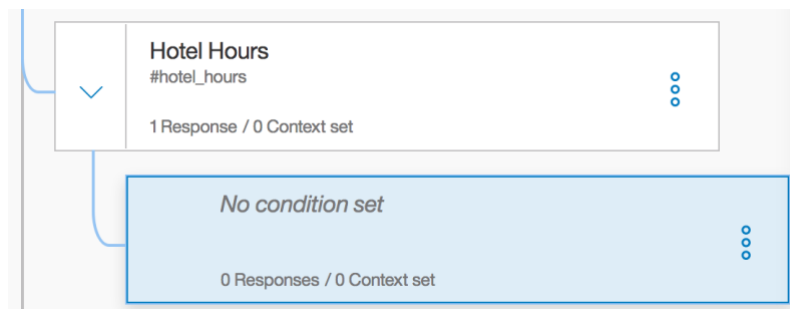 Hotel Hours
#hotel_hours
1 Response / 0 Context set
No condition set
0 Responses / 0 Context set